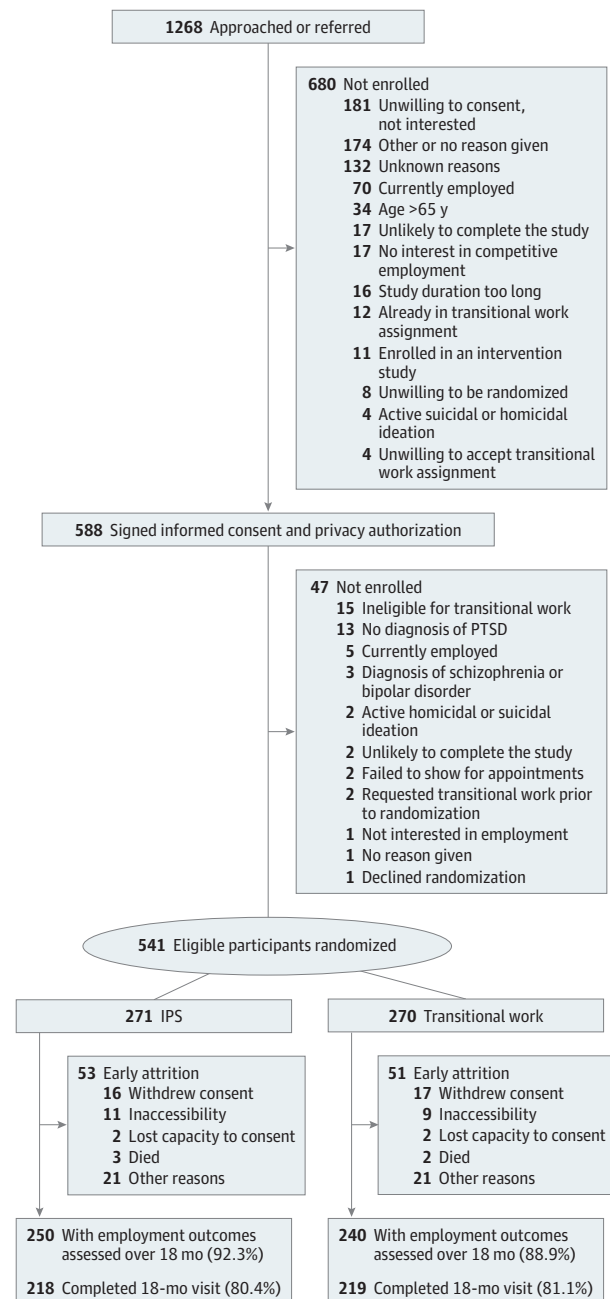 1268 Approached or referred
680 Not enrolled
181 Unwilling to consent,
not interested
174 Other or no reason given
132 Unknown reasons
70 Currently employed
34 Age >65 y
17 Unlikely to complete the study
17 No interest in competitive
employment
16 Study duration too long
12 Already in transitional work
assignment
11 Enrolled in an intervention
study
8 Unwilling to be randomized
4 Active suicidal or homicidal
ideation
4 Unwilling to accept transitional
work assignment
588 Signed informed consent and privacy authorization
47 Not enrolled
15 Ineligible for transitional work
13 No diagnosis of PTSD
5 Currently employed
3 Diagnosis of schizophrenia or
bipolar disorder
2 Active homicidal or suicidal
ideation
2 Unlikely to complete the study
2 Failed to show for appointments
2 Requested transitional work prior
to randomization
1 Not interested in employment
1 No reason given
1 Declined randomization
541 Eligible participants randomized
271 IPS
53 Early attrition
16 Withdrew consent
11 Inaccessibility
2 Lost capacity to consent
3 Died
21 Other reasons
250 With employment outcomes
assessed over 18 mo (92.3%)
218 Completed 18-mo visit (80.4%)
270 Transitional work
51 Early attrition
17 Withdrew consent
9 Inaccessibility
2 Lost capacity to consent
2 Died
21 Other reasons
240 With employment outcomes
assessed over 18 mo (88.9%)
219 Completed 18-mo visit (81.1%)